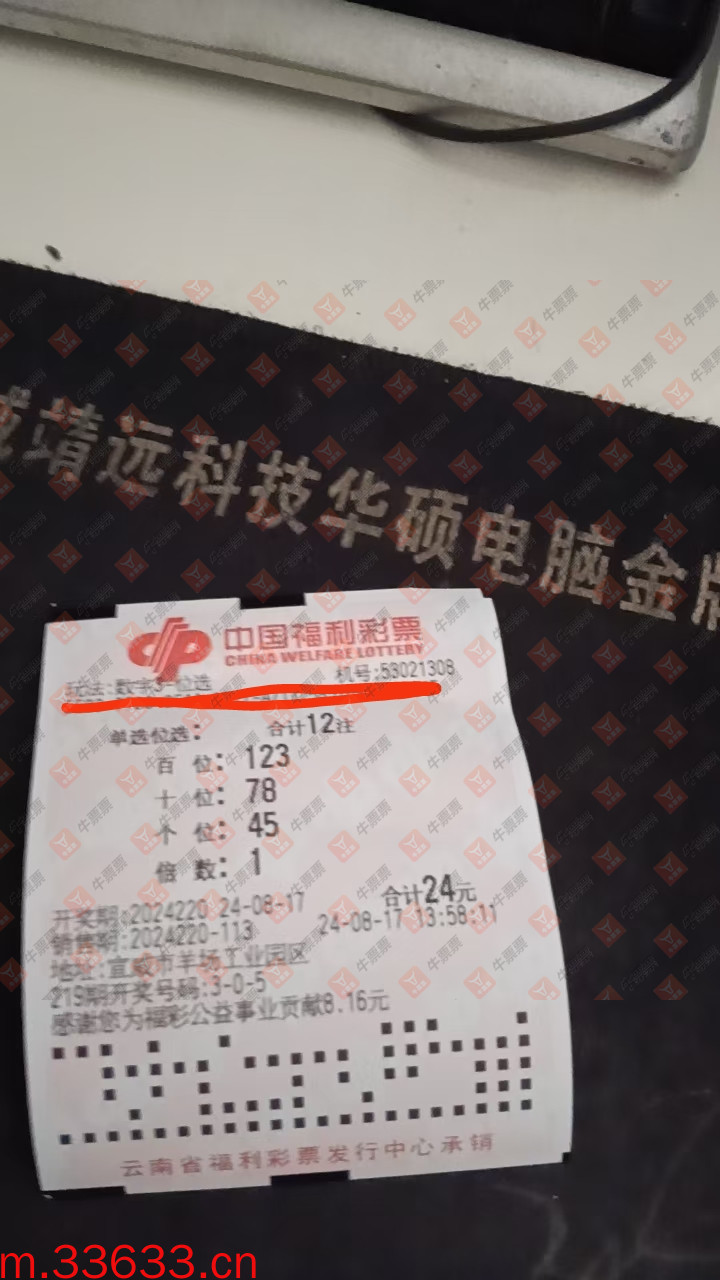 靖远科技华硕电脑金牌
中国福利彩票
CHINA WELFARE LOTTERY
玩法:数字3-位选 机号:53021308
单选位选: 合计12注
百 位: 123
十 位: 78
个 位: 45
倍 数: 1
合计24元
开奖期:2024220 24-08-17
销售期:2024220-113 24-08-17 13:58:11
地址:宣威市羊场工业园区
219期开奖号码:3-0-5
感谢您为福彩公益事业贡献8.16元
云南省福利彩票发行中心承销
牛票票
m.33633.cn